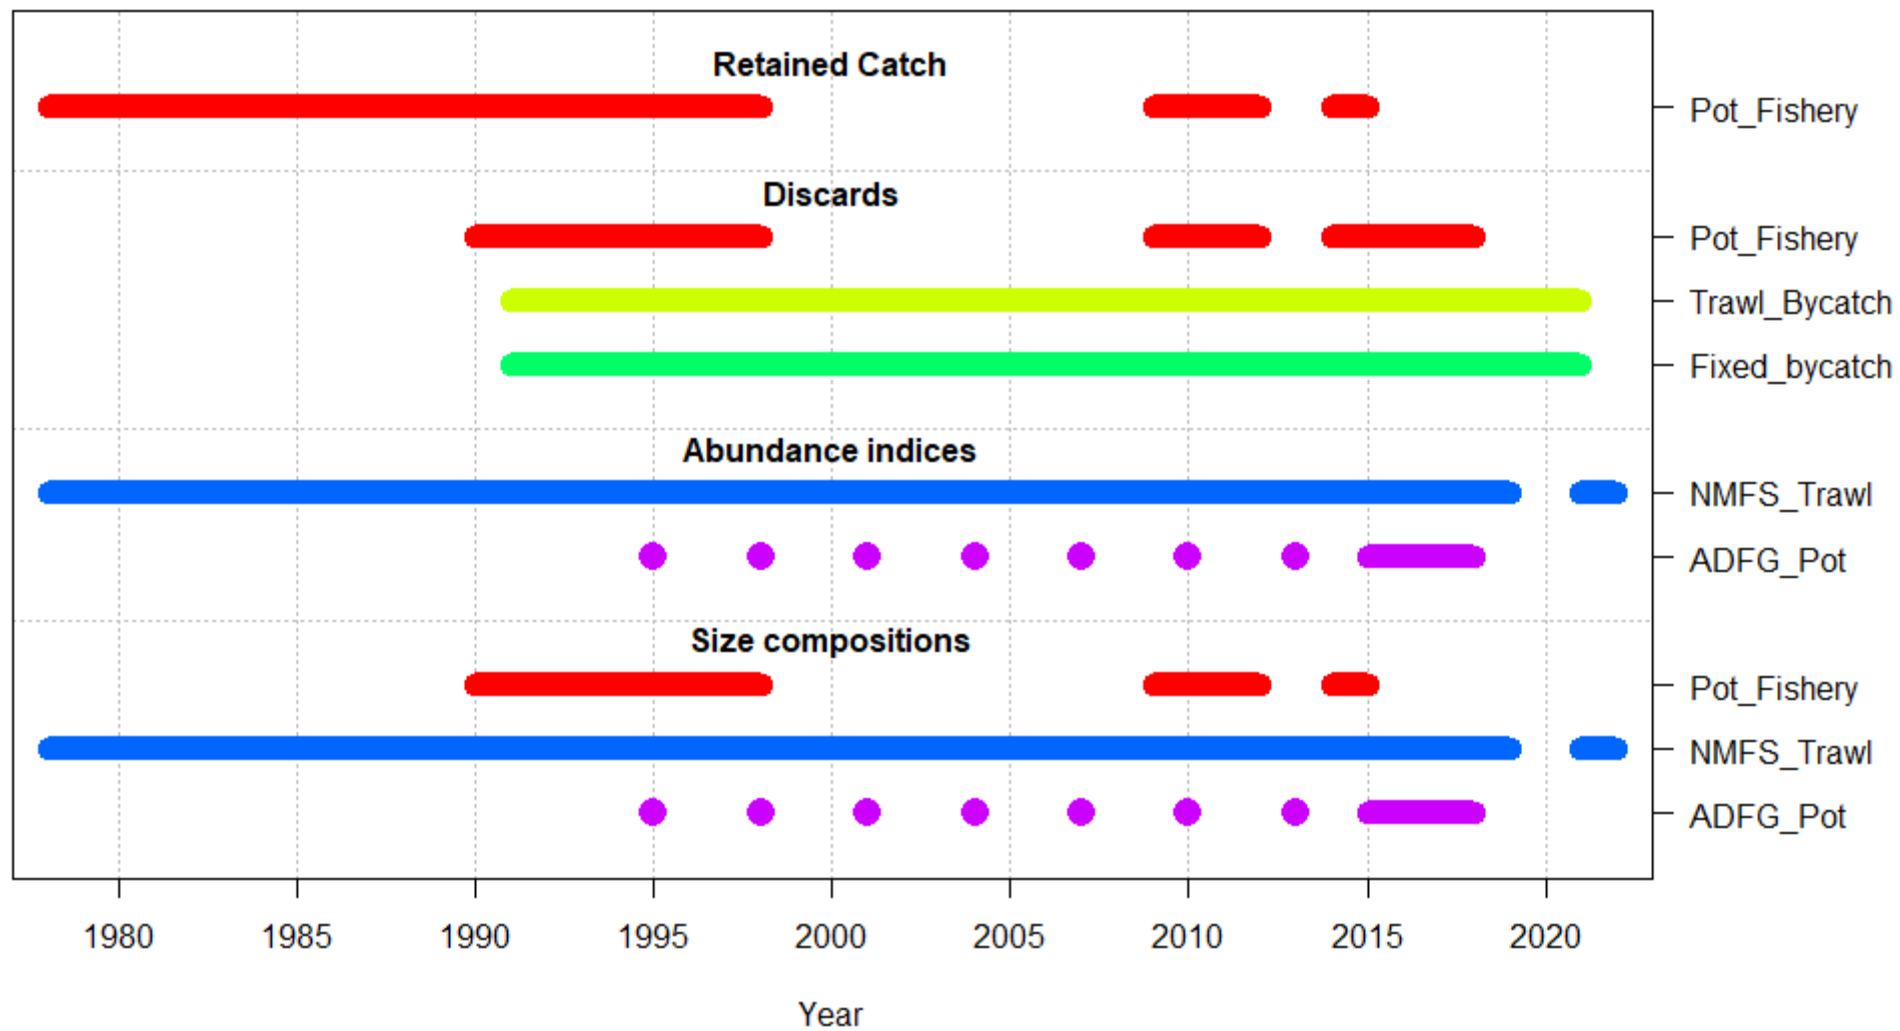 Retained Catch
Pot_Fishery
Discards
Pot_Fishery
Trawl_Bycatch
Fixed_bycatch
Abundance indices
NMFS_Trawl
ADFG_Pot
Size compositions
Pot_Fishery
NMFS_Trawl
ADFG_Pot
1980 1985 1990 1995 2000 2005 2010 2015 2020
Year